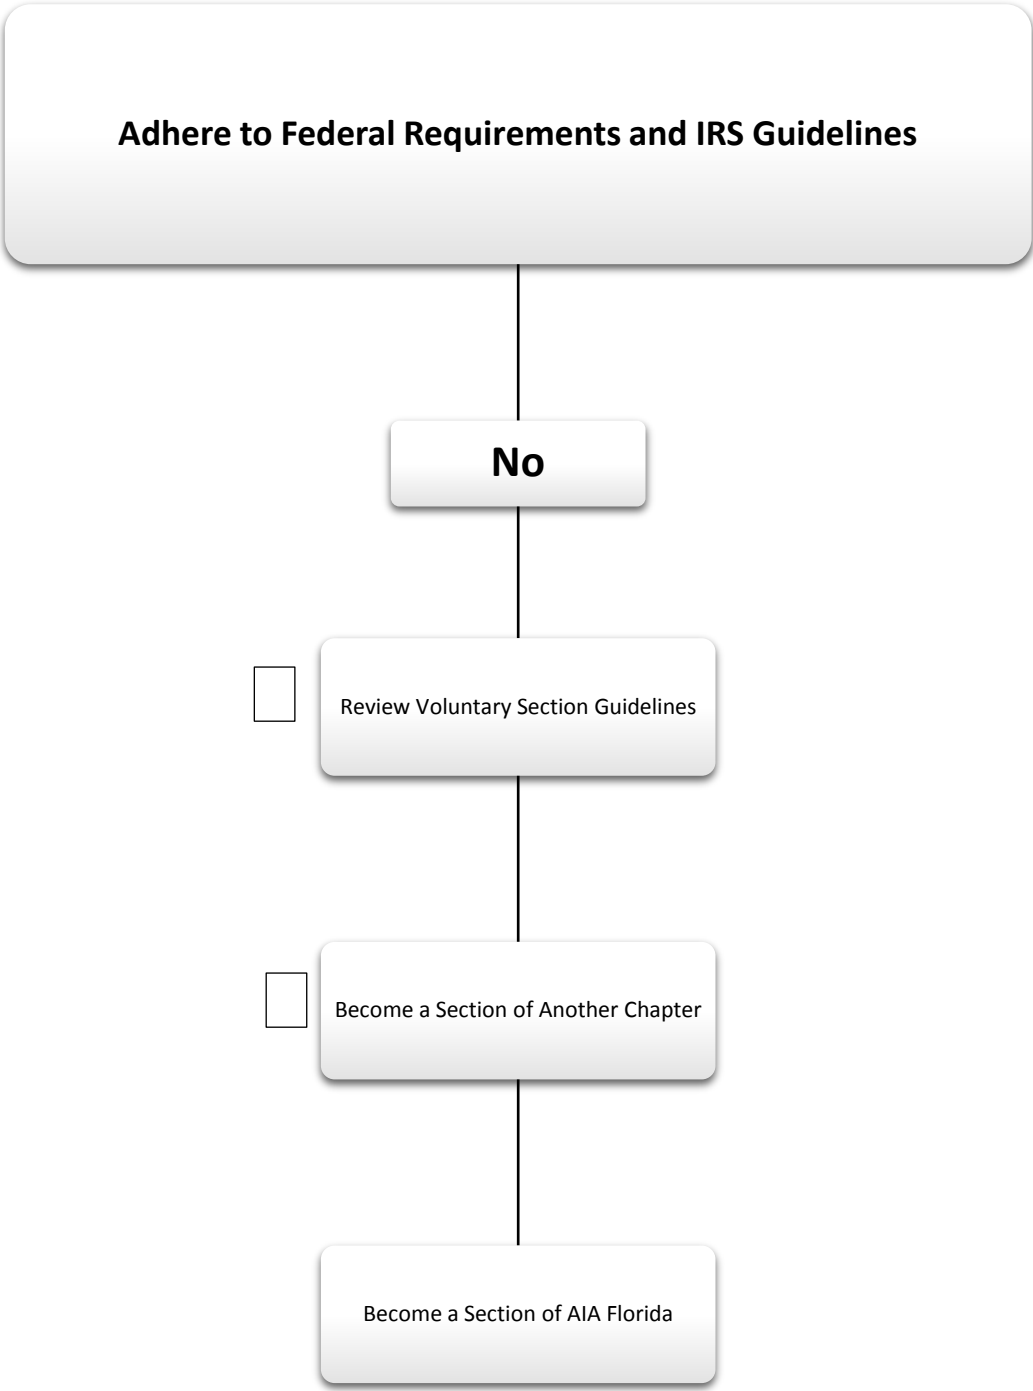 Adhere to Federal Requirements and IRS Guidelines
No
Review Voluntary Section Guidelines
Become a Section of Another Chapter
Become a Section of AIA Florida